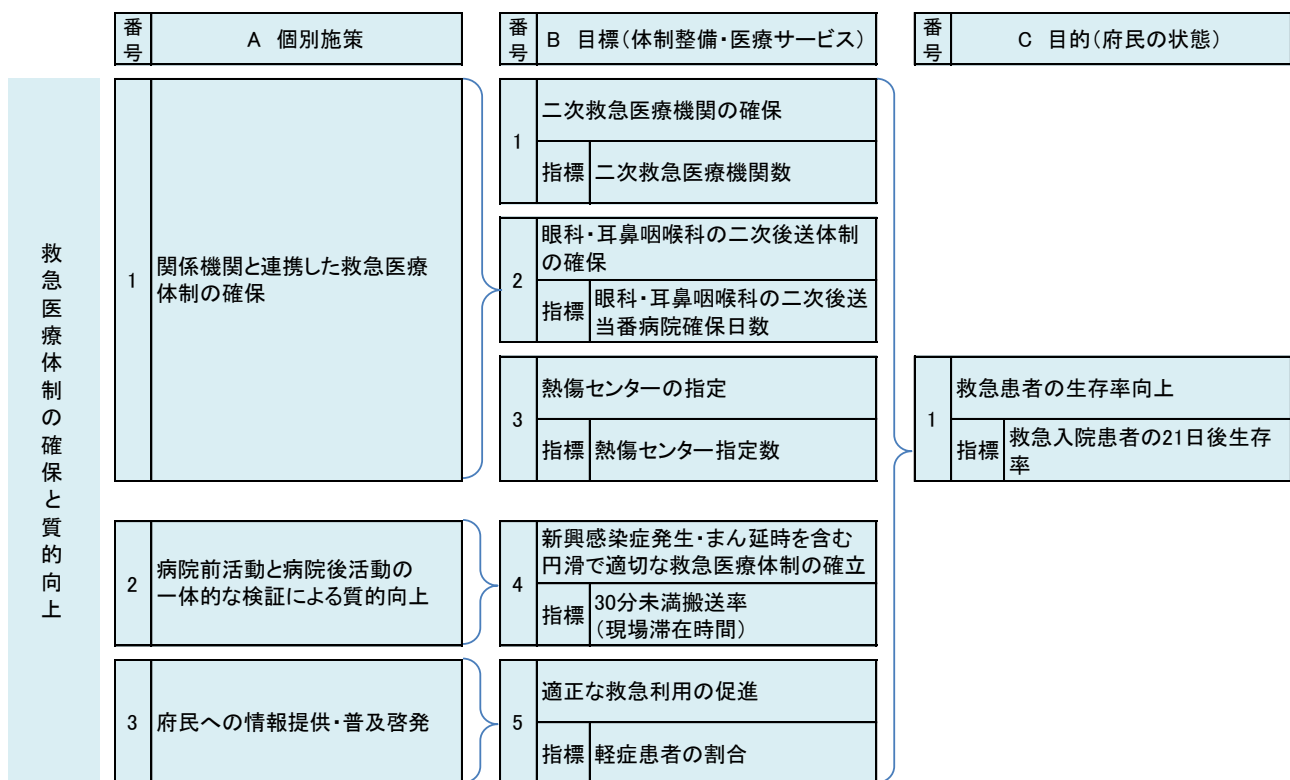 番号
A 個別施策
番号
B 目標(体制整備・医療サービス)
番号
C 目的(府民の状態)
救急医療体制の確保と質的向上
1
関係機関と連携した救急医療
体制の確保
1
二次救急医療機関の確保
指標
二次救急医療機関数
2
眼科・耳鼻咽喉科の二次後送体制
の確保
指標
眼科・耳鼻咽喉科の二次後送
当番病院確保日数
3
熱傷センターの指定
指標
熱傷センター指定数
2
病院前活動と病院後活動の
一体的な検証による質的向上
4
新興感染症発生・まん延時を含む
円滑で適切な救急医療体制の確立
指標
30分未満搬送率
(現場滞在時間)
3
府民への情報提供・普及啓発
5
適正な救急利用の促進
指標
軽症患者の割合
1
救急患者の生存率向上
指標
救急入院患者の21日後生存
率